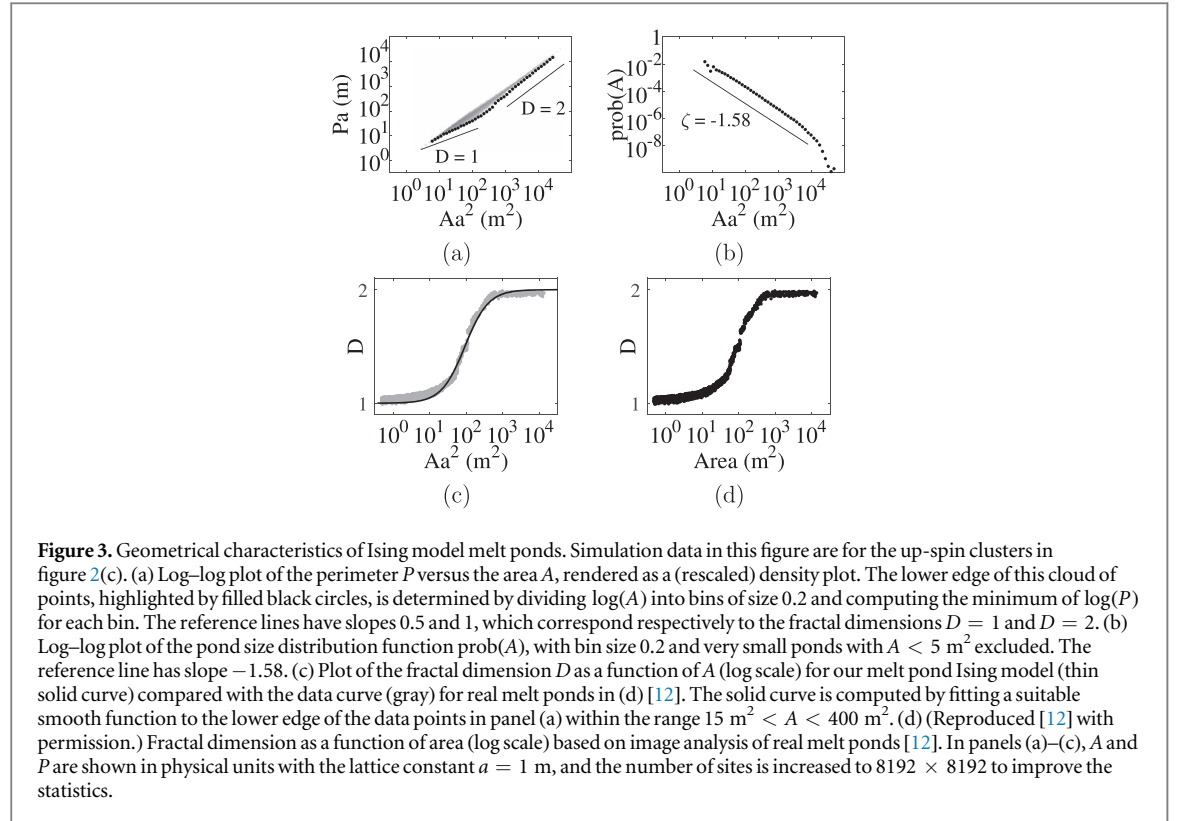 10^4
10^3
10^2
10^1
10^0
Pa (m)
D = 2
D = 1
10^0 10^1 10^2 10^3 10^4
Aa^2 (m^2)
(a)
1
10^-2
10^-4
10^-6
10^-8
prob(A)
ζ = -1.58
10^0 10^1 10^2 10^3 10^4
Aa^2 (m^2)
(b)
2
D
1
10^0 10^1 10^2 10^3 10^4
Aa^2 (m^2)
(c)
2
D
1
10^0 10^1 10^2 10^3 10^4
Area (m^2)
(d)
Figure 3. Geometrical characteristics of Ising model melt ponds. Simulation data in this figure are for the up-spin clusters in
figure 2(c). (a) Log–log plot of the perimeter P versus the area A, rendered as a (rescaled) density plot. The lower edge of this cloud of
points, highlighted by filled black circles, is determined by dividing log(A) into bins of size 0.2 and computing the minimum of log(P)
for each bin. The reference lines have slopes 0.5 and 1, which correspond respectively to the fractal dimensions D = 1 and D = 2. (b)
Log–log plot of the pond size distribution function prob(A), with bin size 0.2 and very small ponds with A < 5 m^2 excluded. The
reference line has slope −1.58. (c) Plot of the fractal dimension D as a function of A (log scale) for our melt pond Ising model (thin
solid curve) compared with the data curve (gray) for real melt ponds in (d) [12]. The solid curve is computed by fitting a suitable
smooth function to the lower edge of the data points in panel (a) within the range 15 m^2 < A < 400 m^2. (d) (Reproduced [12] with
permission.) Fractal dimension as a function of area (log scale) based on image analysis of real melt ponds [12]. In panels (a)–(c), A and
P are shown in physical units with the lattice constant a = 1 m, and the number of sites is increased to 8192 × 8192 to improve the
statistics.